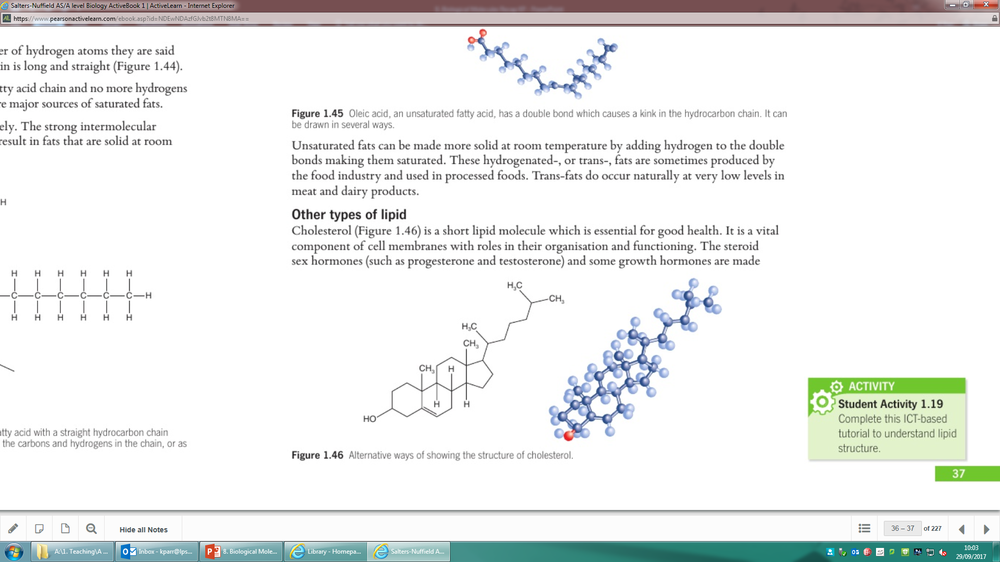 Salters-Nuffield AS/A level Biology ActiveBook 1 | ActiveLearn - Internet Explorer
https://www.pearsonactivelearn.com/ebook.asp?id=NDEwNDAzfGJvb2t8MTN8MA==
er of hydrogen atoms they are said
in is long and straight (Figure 1.44).
tty acid chain and no more hydrogens
re major sources of saturated fats.
ely. The strong intermolecular
result in fats that are solid at room
H
H H H H H H
C C C C C C H
H H H H H H
atty acid with a straight hydrocarbon chain
the carbons and hydrogens in the chain, or as
Figure 1.45 Oleic acid, an unsaturated fatty acid, has a double bond which causes a kink in the hydrocarbon chain. It can
be drawn in several ways.
Unsaturated fats can be made more solid at room temperature by adding hydrogen to the double
bonds making them saturated. These hydrogenated-, or trans-, fats are sometimes produced by
the food industry and used in processed foods. Trans-fats do occur naturally at very low levels in
meat and dairy products.
Other types of lipid
Cholesterol (Figure 1.46) is a short lipid molecule which is essential for good health. It is a vital
component of cell membranes with roles in their organisation and functioning. The steroid
sex hormones (such as progesterone and testosterone) and some growth hormones are made
H₃C
CH₃
H₃C
CH₃
CH₃ H
H H
HO
Figure 1.46 Alternative ways of showing the structure of cholesterol.
ACTIVITY
Student Activity 1.19
Complete this ICT-based
tutorial to understand lipid
structure.
37
Hide all Notes
36 – 37 of 227
A:\1. Teaching\A ...
Inbox - kparr@lps...
8. Biological Mole...
Library - Homepa...
Salters-Nuffield A...
10:03
29/09/2017